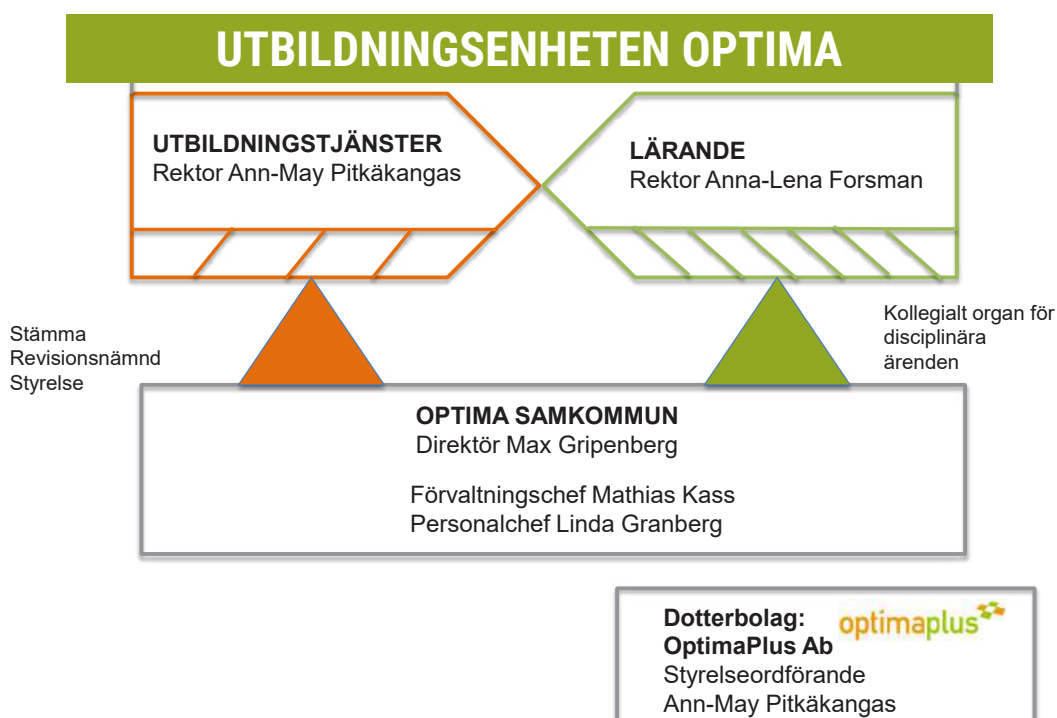 UTBILDNINGSENHETEN OPTIMA
UTBILDNINGSTJÄNSTER
Rektor Ann-May Pitkäkangas
LÄRANDE
Rektor Anna-Lena Forsman
Stämma
Revisionsnämnd
Styrelse
Kollegialt organ för
disciplinära
ärenden
OPTIMA SAMKOMMUN
Direktör Max Gripenberg
Förvaltningschef Mathias Kass
Personalchef Linda Granberg
Dotterbolag:
optimaplus
OptimaPlus Ab
Styrelseordförande
Ann-May Pitkäkangas